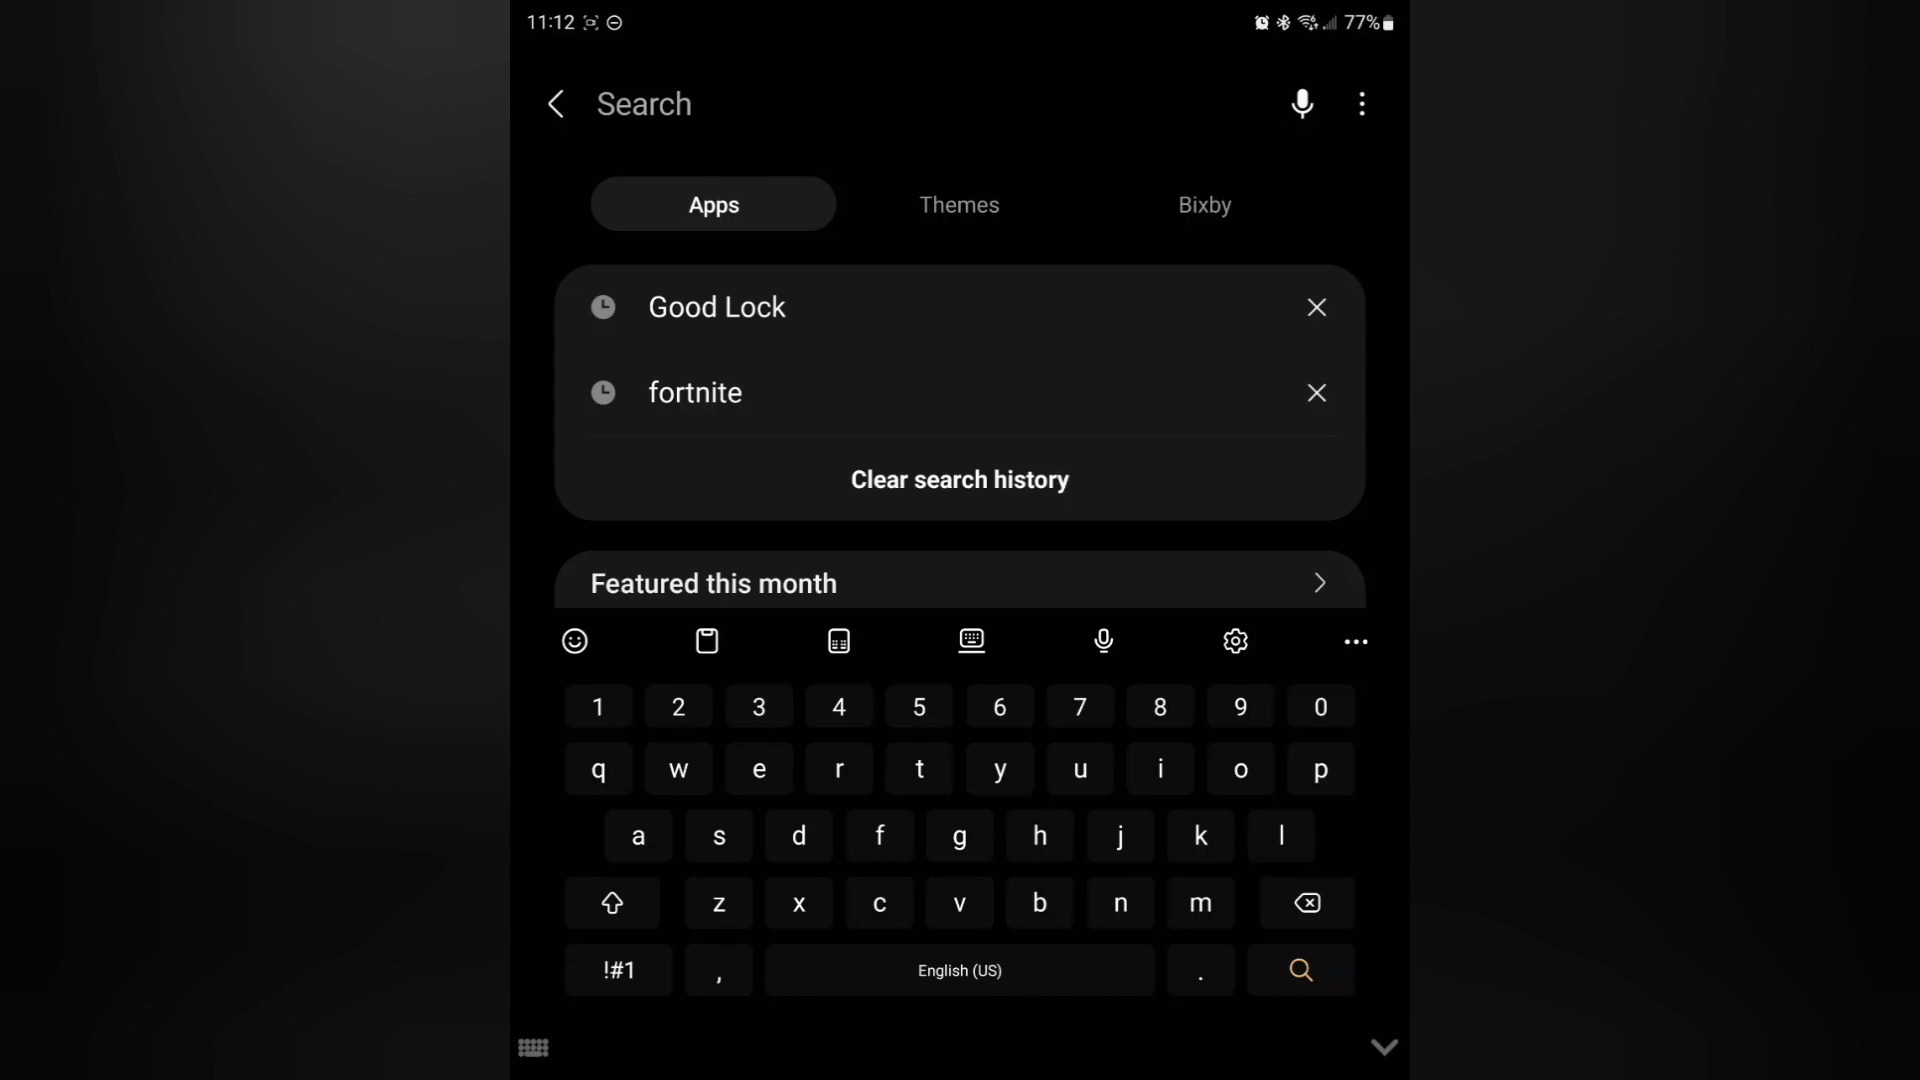 11:12
77%
Search
Apps Themes Bixby
Good Lock
fortnite
Clear search history
Featured this month
1 2 3 4 5 6 7 8 9 0
q w e r t y u i o p
a s d f g h j k l
z x c v b n m
!#1 , English (US) .